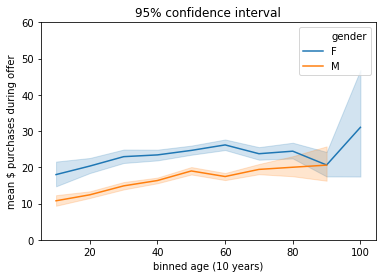 95% confidence interval
gender
F
M
mean $ purchases during offer
60
50
40
30
20
10
0
20
40
60
80
100
binned age (10 years)